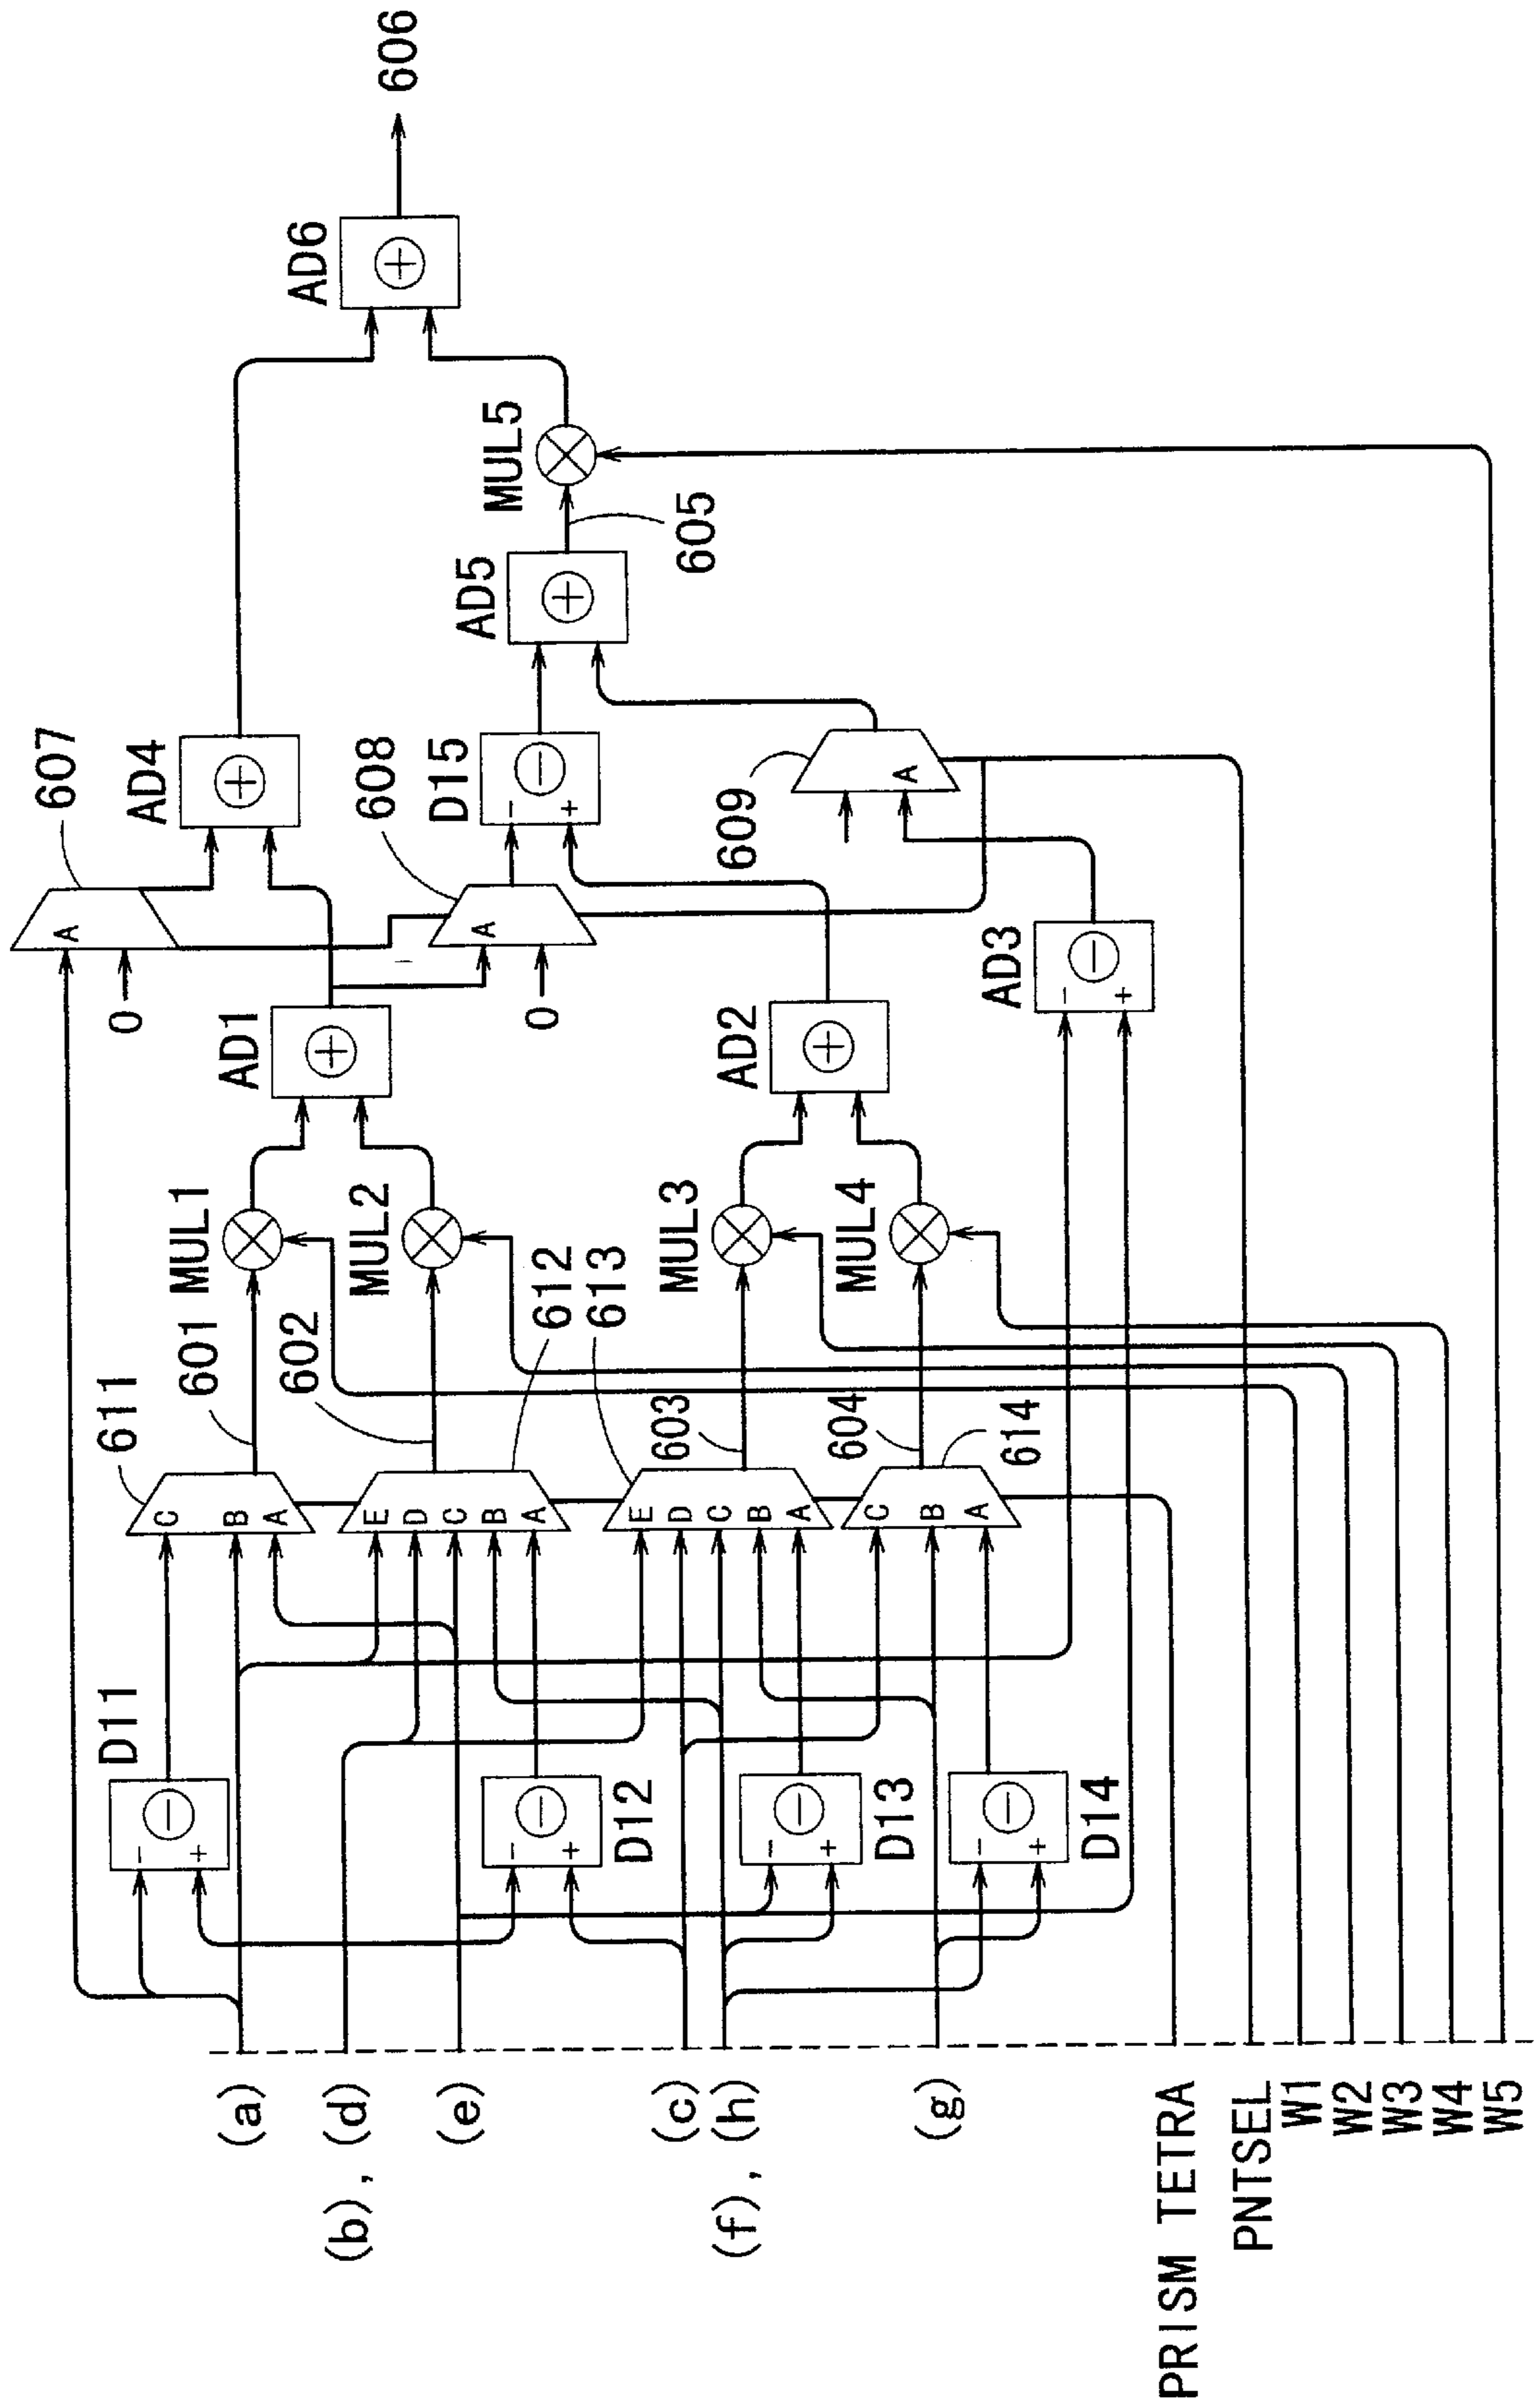 606
AD6
MUL5
605
AD5
607
AD4
608
D15
− +
609
A
A
A
0
0
AD1
AD2
AD3
− +
MUL1
MUL2
MUL3
MUL4
601
602
603
604
611
612
613
614
C B A
E D C B A
E D C B A
C B A
D11
− +
D12
− +
D13
− +
D14
− +
(a)
(b), (d)
(e)
(c)
(f), (h)
(g)
PRISM TETRA
PNTSEL
W1
W2
W3
W4
W5